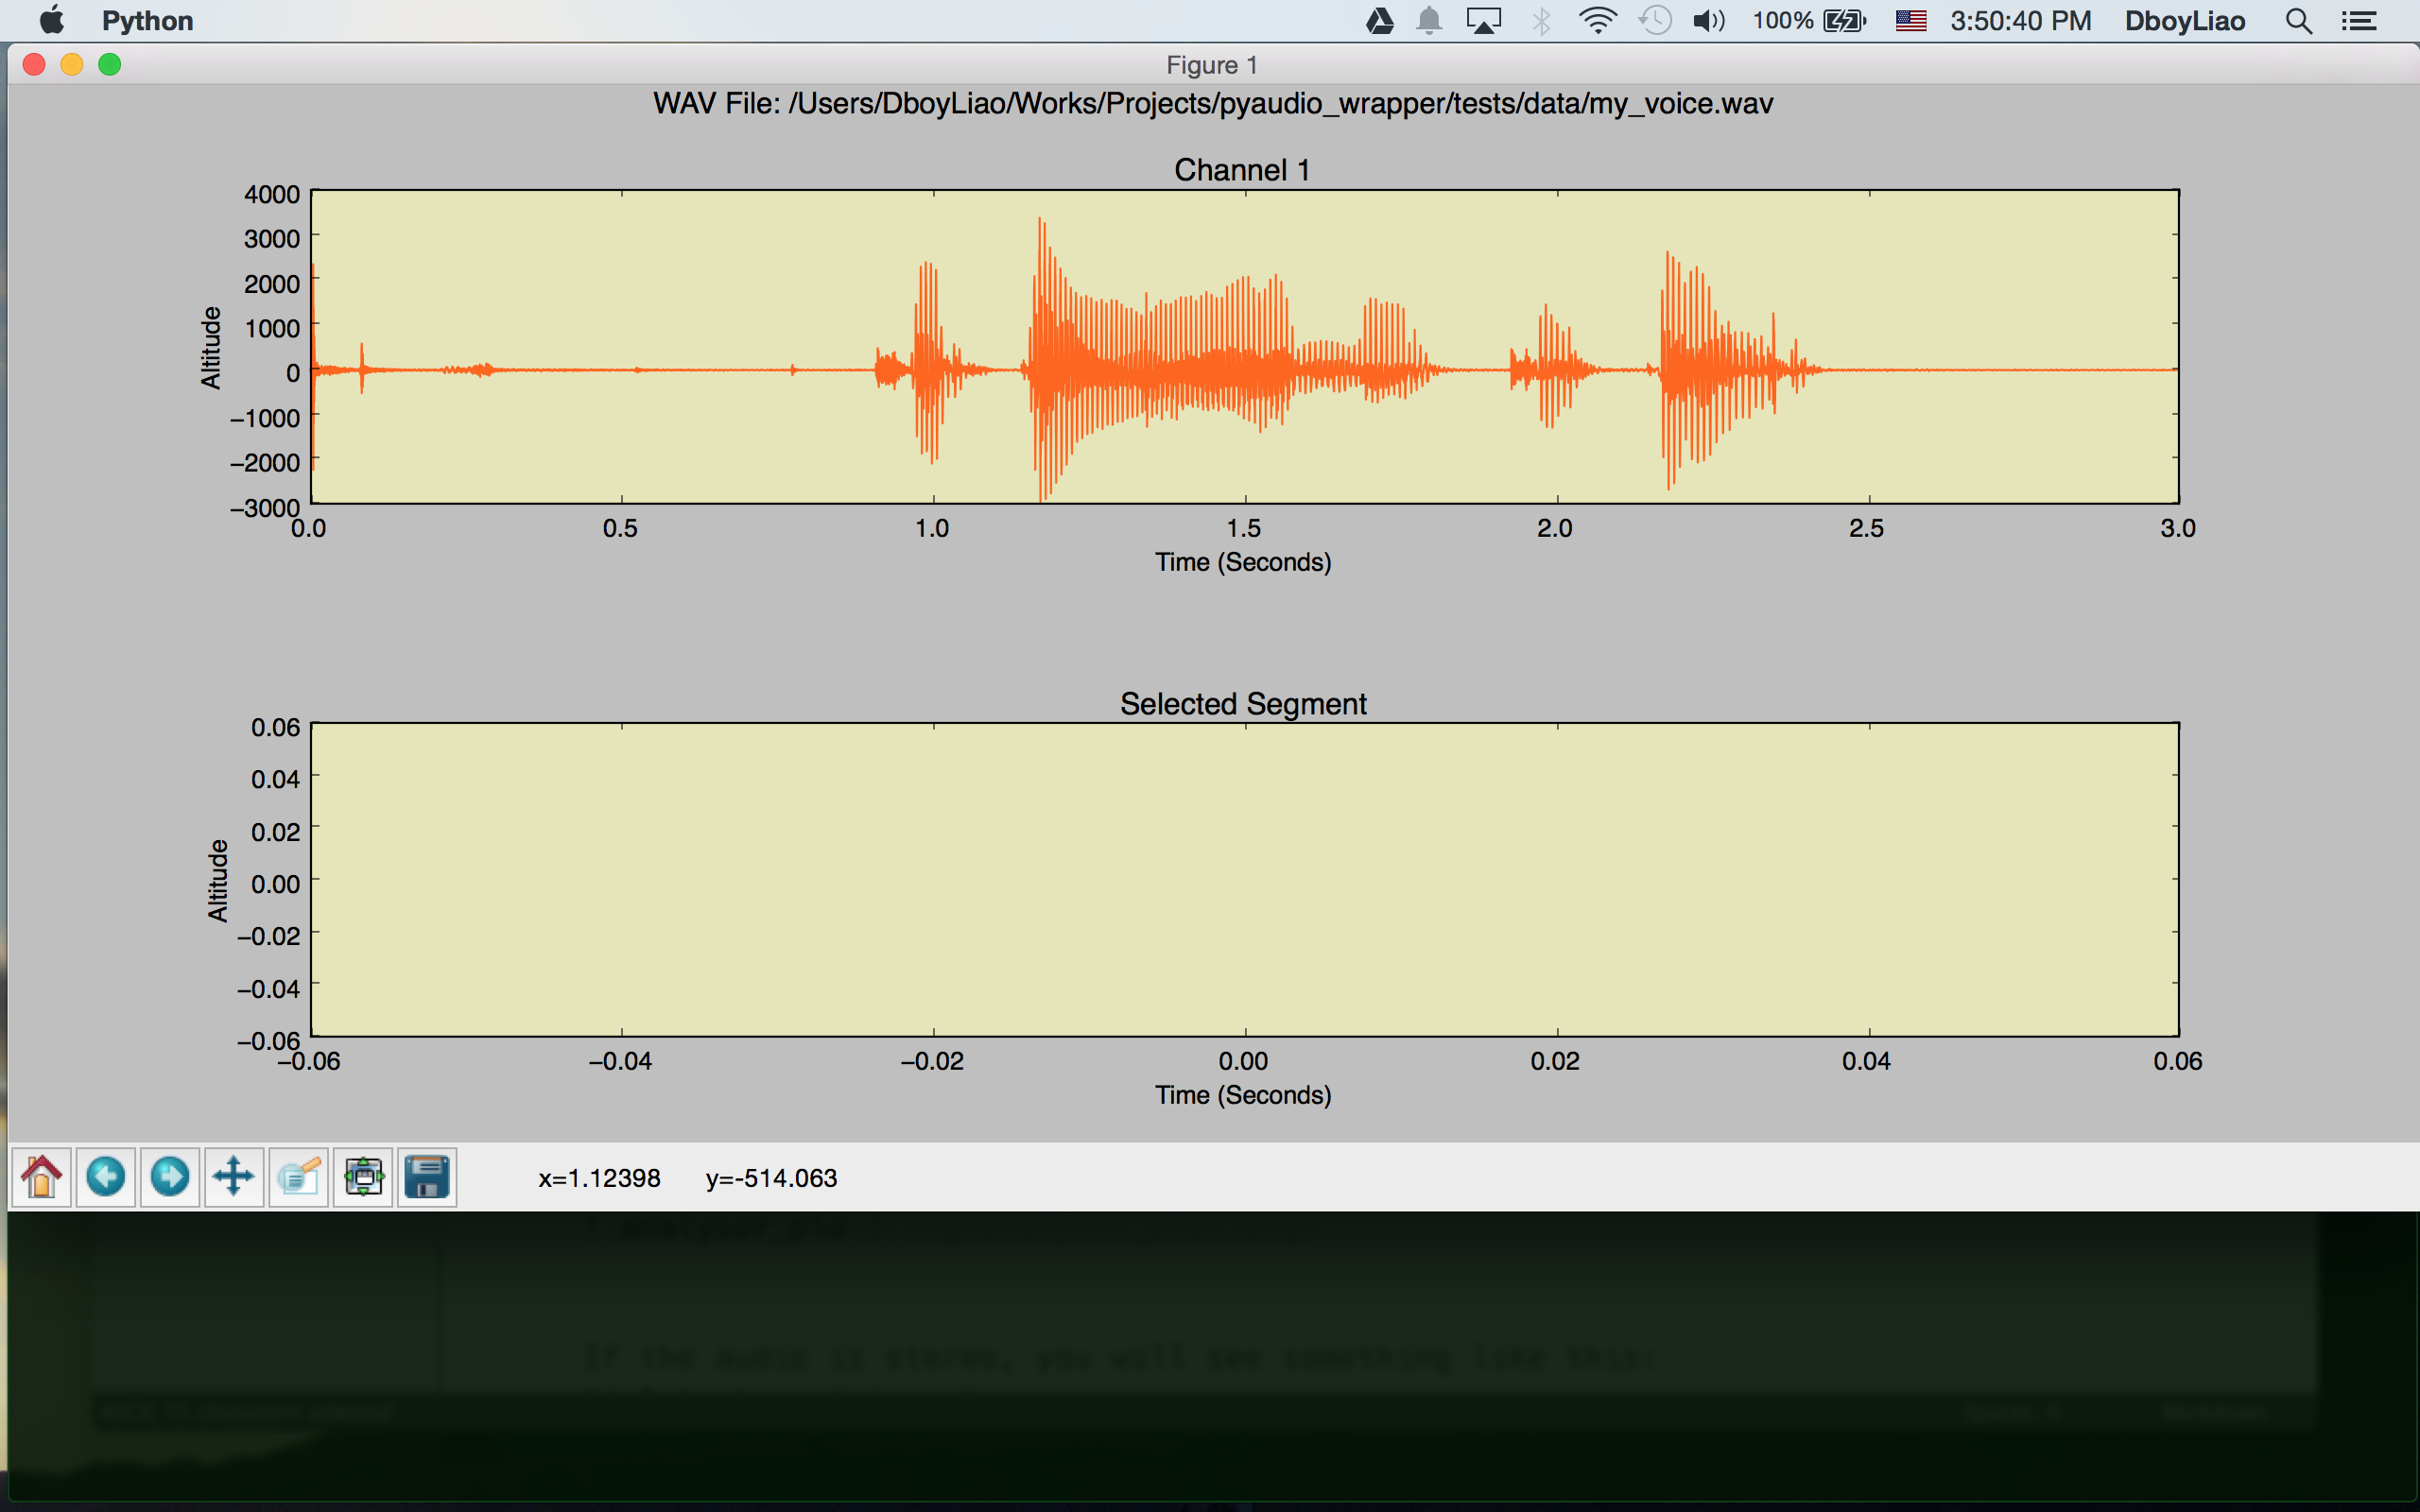 Python 100% 3:50:40 PM DboyLiao
Figure 1
WAV File: /Users/DboyLiao/Works/Projects/pyaudio_wrapper/tests/data/my_voice.wav
Channel 1
4000
3000
2000
1000
0
−1000
−2000
−3000
Altitude
0.0 0.5 1.0 1.5 2.0 2.5 3.0
Time (Seconds)
Selected Segment
0.06
0.04
0.02
0.00
−0.02
−0.04
−0.06
Altitude
−0.06 −0.04 −0.02 0.00 0.02 0.04 0.06
Time (Seconds)
x=1.12398 y=-514.063
If the audio is stereo, you will see something like this: